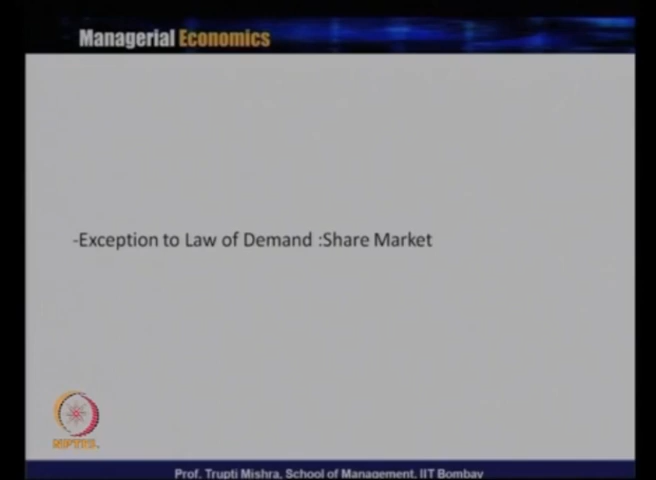 Managerial Economics
-Exception to Law of Demand :Share Market
NPTEL
Prof. Trupti Mishra, School of Management, IIT Bombay